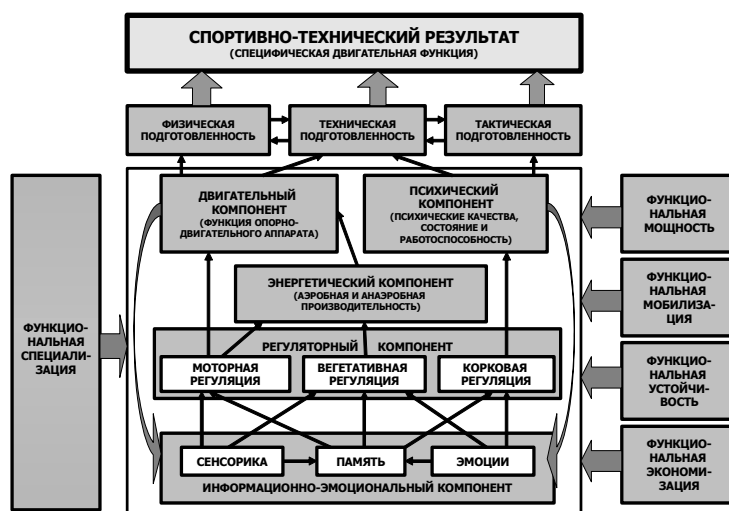 СПОРТИВНО-ТЕХНИЧЕСКИЙ РЕЗУЛЬТАТ
(СПЕЦИФИЧЕСКАЯ ДВИГАТЕЛЬНАЯ ФУНКЦИЯ)
ФИЗИЧЕСКАЯ
ПОДГОТОВЛЕННОСТЬ
ТЕХНИЧЕСКАЯ
ПОДГОТОВЛЕННОСТЬ
ТАКТИЧЕСКАЯ
ПОДГОТОВЛЕННОСТЬ
ФУНКЦИО-
НАЛЬНАЯ
СПЕЦИАЛИ-
ЗАЦИЯ
ДВИГАТЕЛЬНЫЙ
КОМПОНЕНТ
(ФУНКЦИЯ ОПОРНО-
ДВИГАТЕЛЬНОГО АППАРАТА)
ПСИХИЧЕСКИЙ
КОМПОНЕНТ
(ПСИХИЧЕСКИЕ КАЧЕСТВА,
СОСТОЯНИЕ И
РАБОТОСПОСОБНОСТЬ)
ЭНЕРГЕТИЧЕСКИЙ КОМПОНЕНТ
(АЭРОБНАЯ И АНАЭРОБНАЯ
ПРОИЗВОДИТЕЛЬНОСТЬ)
РЕГУЛЯТОРНЫЙ КОМПОНЕНТ
МОТОРНАЯ
РЕГУЛЯЦИЯ
ВЕГЕТАТИВНАЯ
РЕГУЛЯЦИЯ
КОРКОВАЯ
РЕГУЛЯЦИЯ
СЕНСОРИКА
ПАМЯТЬ
ЭМОЦИИ
ИНФОРМАЦИОННО-ЭМОЦИОНАЛЬНЫЙ КОМПОНЕНТ
ФУНКЦИО-
НАЛЬНАЯ
МОЩНОСТЬ
ФУНКЦИО-
НАЛЬНАЯ
МОБИЛИЗА-
ЦИЯ
ФУНКЦИО-
НАЛЬНАЯ
УСТОЙЧИ-
ВОСТЬ
ФУНКЦИО-
НАЛЬНАЯ
ЭКОНОМИ-
ЗАЦИЯ